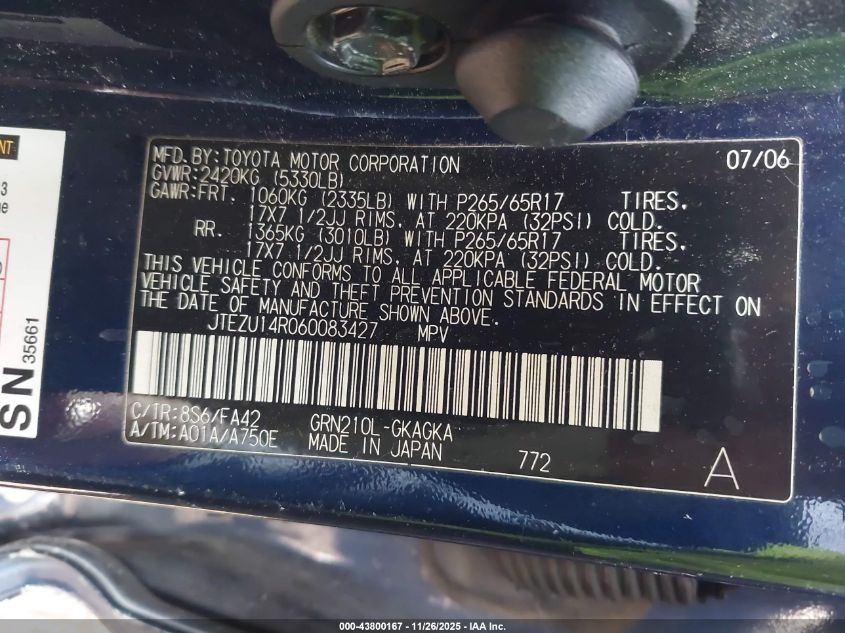 MFD. BY: TOYOTA MOTOR CORPORATION 07/06
GVWR: 2420KG (5330LB)
GAWR: FRT. 1060KG (2335LB) WITH P265/65R17 TIRES.
17X7 1/2JJ RIMS, AT 220KPA (32PSI) COLD.
RR. 1365KG (3010LB) WITH P265/65R17 TIRES,
17X7 1/2JJ RIMS, AT 220KPA (32PSI) COLD.
THIS VEHICLE CONFORMS TO ALL APPLICABLE FEDERAL MOTOR
VEHICLE SAFETY AND THEFT PREVENTION STANDARDS IN EFFECT ON
THE DATE OF MANUFACTURE SHOWN ABOVE.
JTEZU14R060083427 MPV
C/TR: 8S6/FA42 GRN210L-GKAGKA
A/TM: A01A/A750E MADE IN JAPAN 772 A
SN 35661
000-43800167 - 11/26/2025 - IAA Inc.